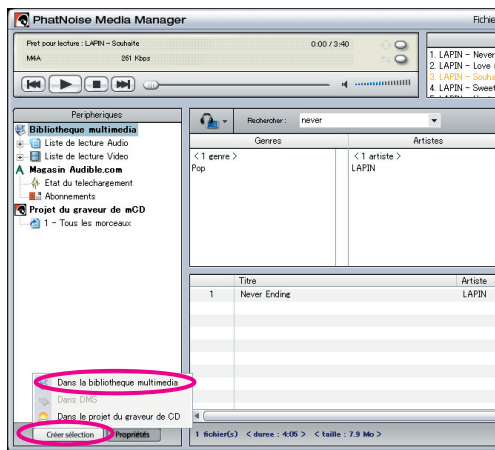 PhatNoise Media Manager
Fichie
Pret pour lecture : LAPIN - Souhaite
0:00 / 3:40
M4A
261 Kbps
1. LAPIN - Never
2. LAPIN - Love
3. LAPIN - Souha
4. LAPIN - Sweet
Peripheriques
Bibliotheque multimedia
Liste de lecture Audio
Liste de lecture Video
Magasin Audible.com
Etat du telechargement
Abonnements
Projet du graveur de mCD
1 - Tous les morceaux
Rechercher:
never
Genres
Artistes
< 1 genre >
< 1 artiste >
Pop
LAPIN
Titre
Artiste
1
Never Ending
LAPIN
Dans la bibliotheque multimedia
Dans DMS
Dans le projet du graveur de CD
Créer sélection
Propriétés
1 fichier(s) < duree : 4:05 > < taille : 7.9 Mo >